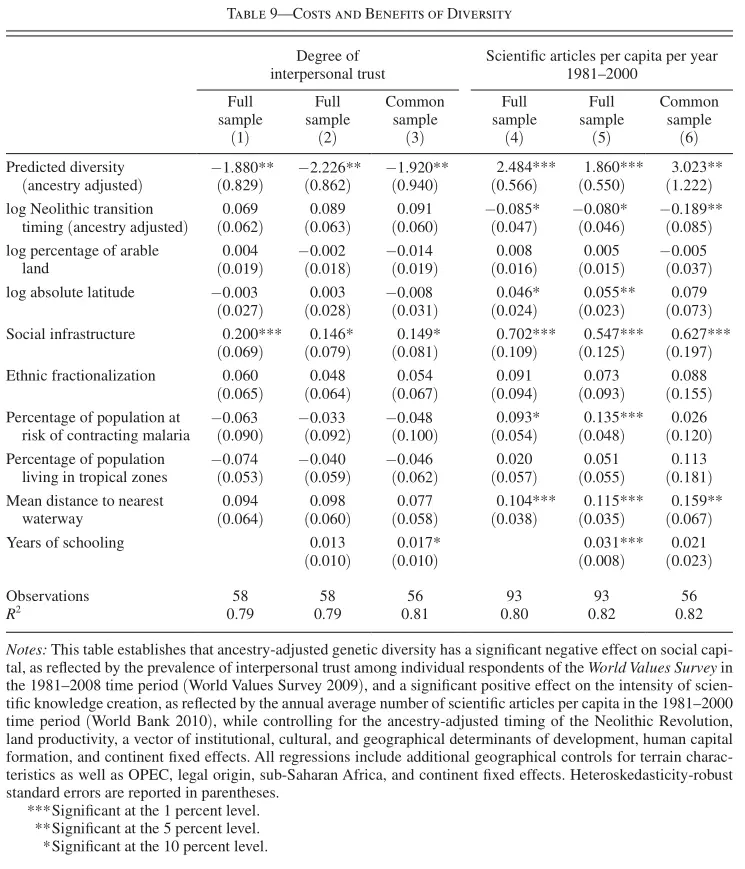 TABLE 9—COSTS AND BENEFITS OF DIVERSITY
Degree of interpersonal trust | Scientific articles per capita per year 1981–2000
Full sample (1) | Full sample (2) | Common sample (3) | Full sample (4) | Full sample (5) | Common sample (6)
Predicted diversity −1.880** −2.226** −1.920** 2.484*** 1.860*** 3.023**
(ancestry adjusted) (0.829) (0.862) (0.940) (0.566) (0.550) (1.222)
log Neolithic transition 0.069 0.089 0.091 −0.085* −0.080* −0.189**
timing (ancestry adjusted) (0.062) (0.063) (0.060) (0.047) (0.046) (0.085)
log percentage of arable 0.004 −0.002 −0.014 0.008 0.005 −0.005
land (0.019) (0.018) (0.019) (0.016) (0.015) (0.037)
log absolute latitude −0.003 0.003 −0.008 0.046* 0.055** 0.079
(0.027) (0.028) (0.031) (0.024) (0.023) (0.073)
Social infrastructure 0.200*** 0.146* 0.149* 0.702*** 0.547*** 0.627***
(0.069) (0.079) (0.081) (0.109) (0.125) (0.197)
Ethnic fractionalization 0.060 0.048 0.054 0.091 0.073 0.088
(0.065) (0.064) (0.067) (0.094) (0.093) (0.155)
Percentage of population at −0.063 −0.033 −0.048 0.093* 0.135*** 0.026
risk of contracting malaria (0.090) (0.092) (0.100) (0.054) (0.048) (0.120)
Percentage of population −0.074 −0.040 −0.046 0.020 0.051 0.113
living in tropical zones (0.053) (0.059) (0.062) (0.057) (0.055) (0.181)
Mean distance to nearest 0.094 0.098 0.077 0.104*** 0.115*** 0.159**
waterway (0.064) (0.060) (0.058) (0.038) (0.035) (0.067)
Years of schooling 0.013 0.017* 0.031*** 0.021
(0.010) (0.010) (0.008) (0.023)
Observations 58 58 56 93 93 56
R2 0.79 0.79 0.81 0.80 0.82 0.82
Notes: This table establishes that ancestry-adjusted genetic diversity has a significant negative effect on social capi-
tal, as reflected by the prevalence of interpersonal trust among individual respondents of the World Values Survey in
the 1981–2008 time period (World Values Survey 2009), and a significant positive effect on the intensity of scien-
tific knowledge creation, as reflected by the annual average number of scientific articles per capita in the 1981–2000
time period (World Bank 2010), while controlling for the ancestry-adjusted timing of the Neolithic Revolution,
land productivity, a vector of institutional, cultural, and geographical determinants of development, human capital
formation, and continent fixed effects. All regressions include additional geographical controls for terrain charac-
teristics as well as OPEC, legal origin, sub-Saharan Africa, and continent fixed effects. Heteroskedasticity-robust
standard errors are reported in parentheses.
***Significant at the 1 percent level.
**Significant at the 5 percent level.
*Significant at the 10 percent level.